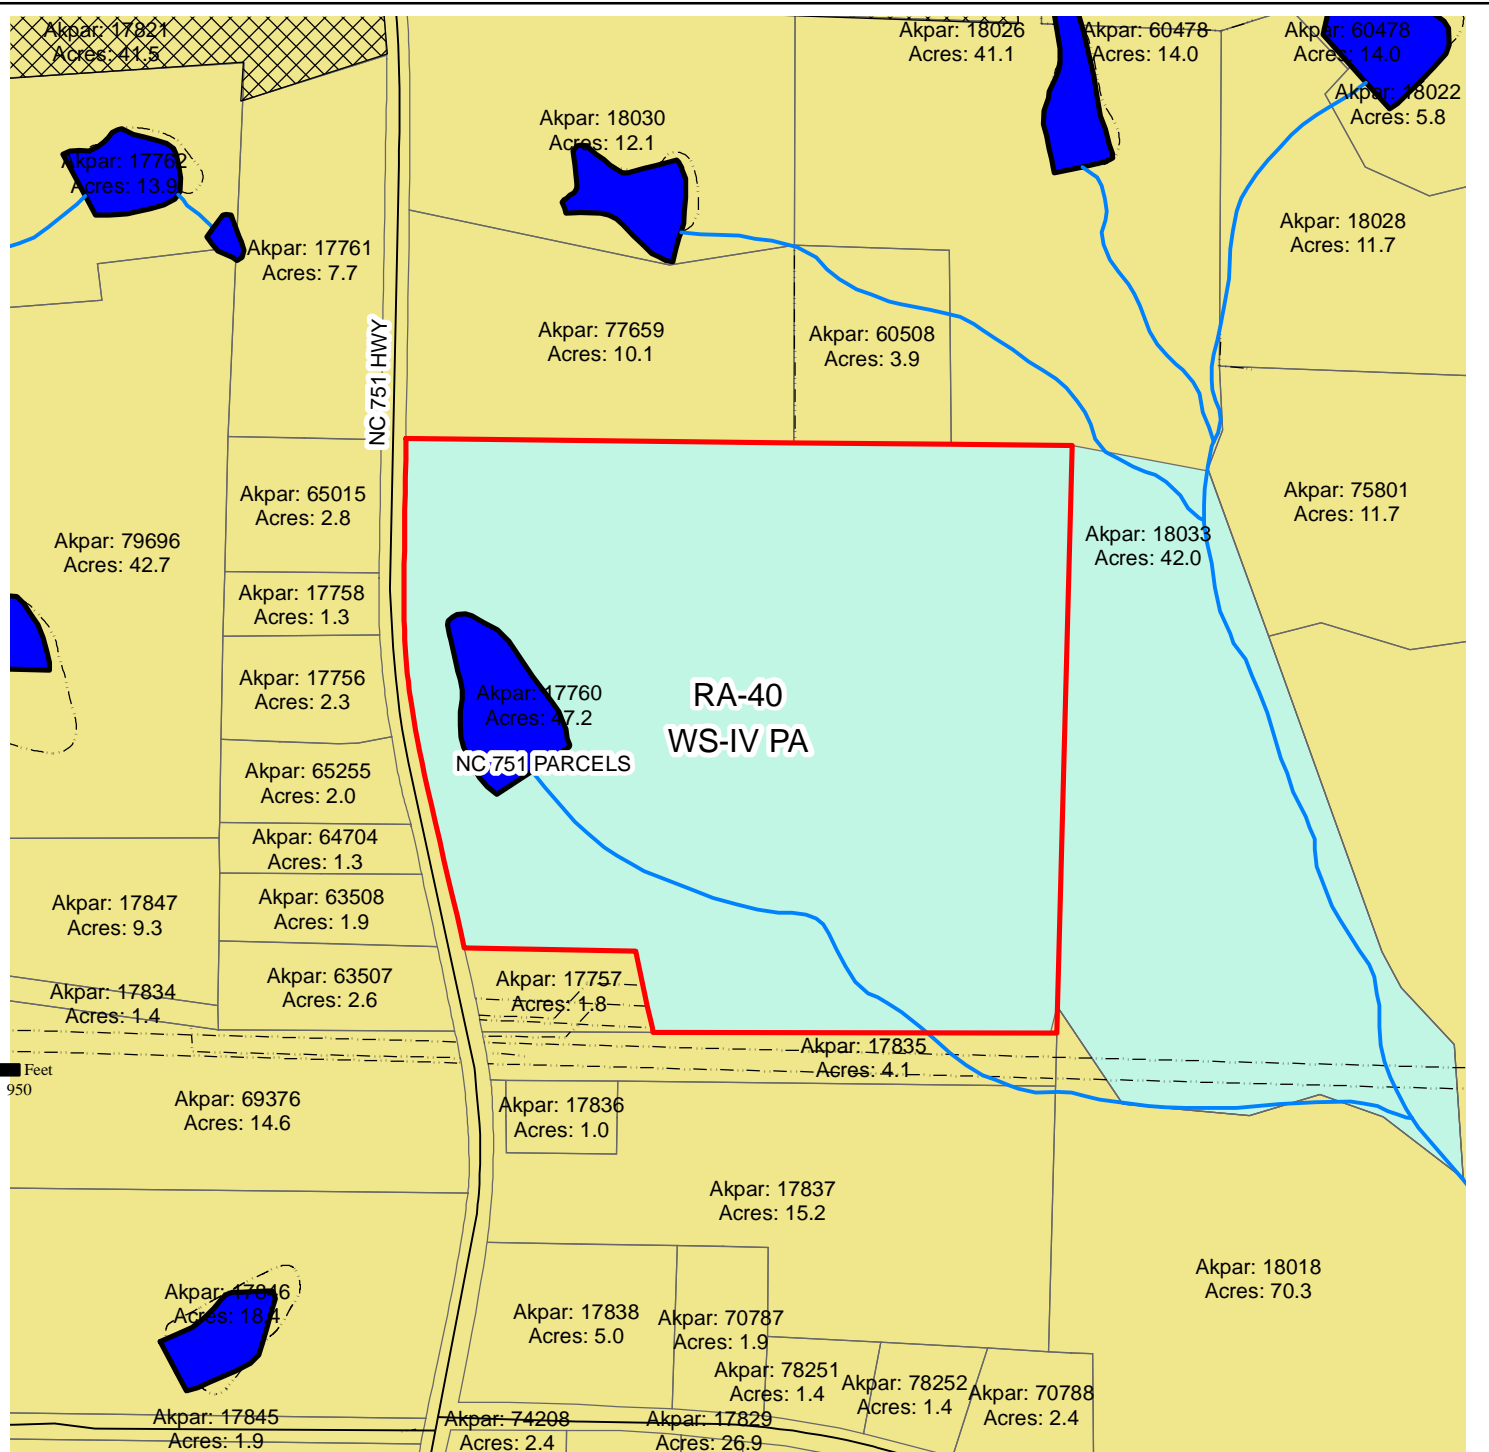 Akpar: 17821
Acres: 41.5
Akpar: 18026
Acres: 41.1
Akpar: 60478
Acres: 14.0
Akpar: 60478
Acres: 14.0
Akpar: 18022
Acres: 5.8
Akpar: 18030
Acres: 12.1
Akpar: 17762
Acres: 13.9
Akpar: 17761
Acres: 7.7
Akpar: 18028
Acres: 11.7
NC 751 HWY
Akpar: 77659
Acres: 10.1
Akpar: 60508
Acres: 3.9
Akpar: 65015
Acres: 2.8
Akpar: 75801
Acres: 11.7
Akpar: 79696
Acres: 42.7
Akpar: 18033
Acres: 42.0
Akpar: 17758
Acres: 1.3
Akpar: 17756
Acres: 2.3
Akpar: 17760
Acres: 47.2
RA-40
WS-IV PA
NC 751 PARCELS
Akpar: 65255
Acres: 2.0
Akpar: 64704
Acres: 1.3
Akpar: 17847
Acres: 9.3
Akpar: 63508
Acres: 1.9
Akpar: 63507
Acres: 2.6
Akpar: 17757
Acres: 1.8
Akpar: 17834
Acres: 1.4
Akpar: 17835
Acres: 4.1
Feet
950
Akpar: 69376
Acres: 14.6
Akpar: 17836
Acres: 1.0
Akpar: 17837
Acres: 15.2
Akpar: 18018
Acres: 70.3
Akpar: 17846
Acres: 18.4
Akpar: 17838
Acres: 5.0
Akpar: 70787
Acres: 1.9
Akpar: 78251
Acres: 1.4
Akpar: 78252
Acres: 1.4
Akpar: 70788
Acres: 2.4
Akpar: 17845
Acres: 1.9
Akpar: 74208
Acres: 2.4
Akpar: 17829
Acres: 26.9